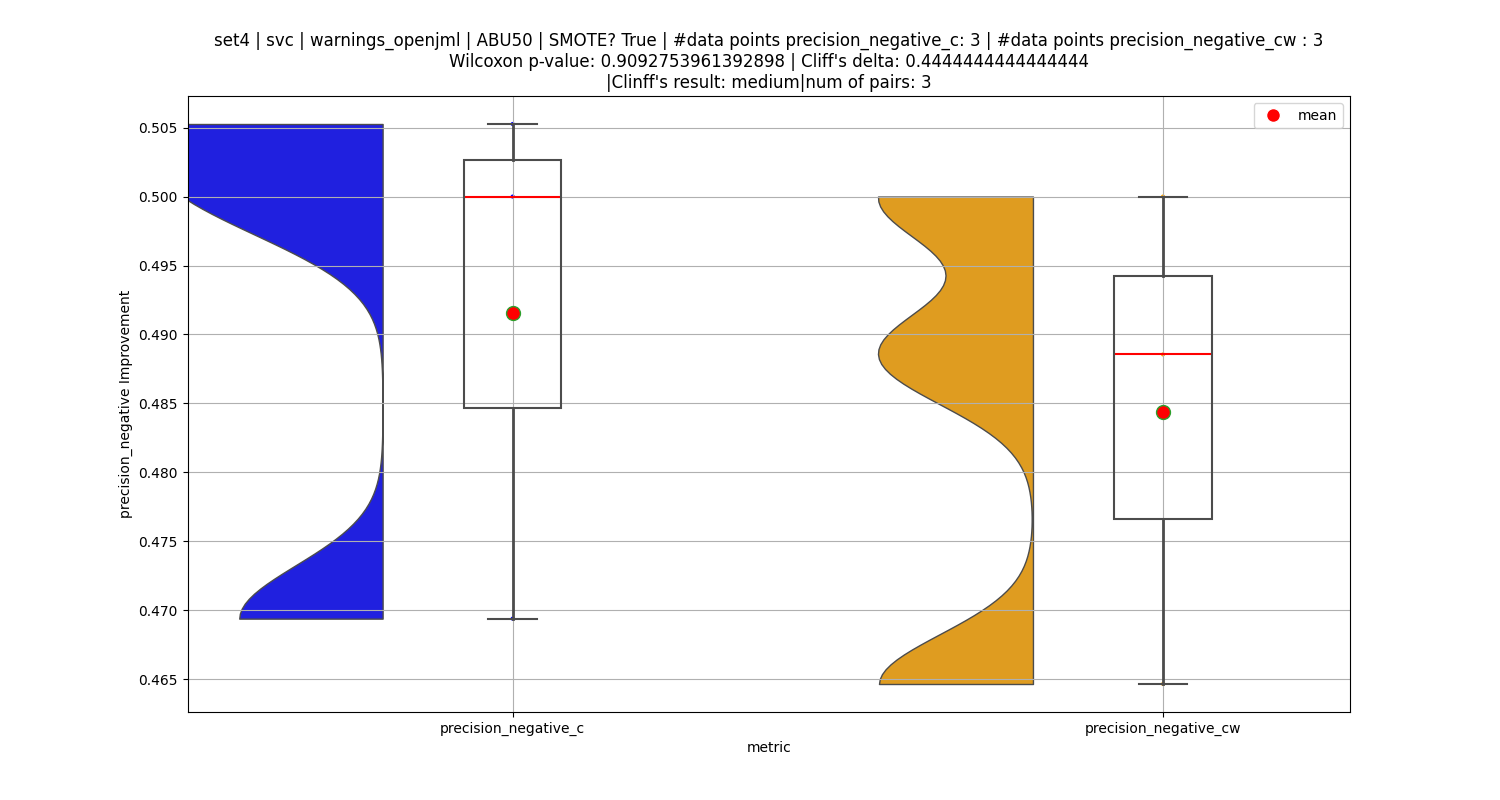 set4 | svc | warnings_openjml | ABU50 | SMOTE? True | #data points precision_negative_c: 3 | #data points precision_negative_cw : 3
Wilcoxon p-value: 0.9092753961392898 | Cliff's delta: 0.4444444444444444
|Clinff's result: medium|num of pairs: 3
mean
0.505
0.500
0.495
0.490
0.485
0.480
0.475
0.470
0.465
precision_negative Improvement
precision_negative_c
precision_negative_cw
metric